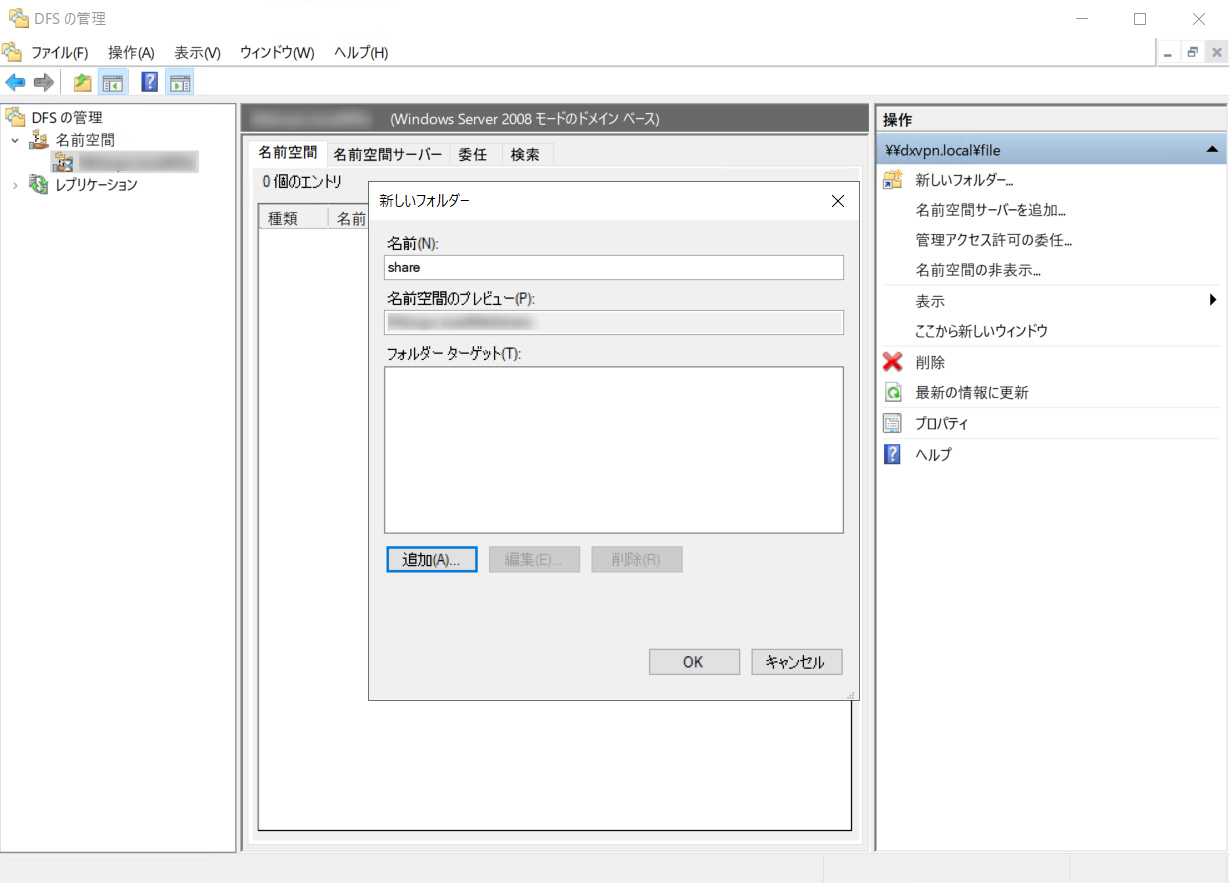 DFS の管理
ファイル(F) 操作(A) 表示(V) ウィンドウ(W) ヘルプ(H)
DFS の管理
名前空間
レプリケーション
(Windows Server 2008 モードのドメイン ベース)
名前空間 名前空間サーバー 委任 検索
0 個のエントリ
種類 名前
新しいフォルダー
名前(N):
share
名前空間のプレビュー(P):
フォルダー ターゲット(T):
追加(A)... 編集(E)... 削除(R)
OK キャンセル
操作
¥¥dxvpn.local¥file
新しいフォルダー...
名前空間サーバーを追加...
管理アクセス許可の委任...
名前空間の非表示...
表示
ここから新しいウィンドウ
削除
最新の情報に更新
プロパティ
ヘルプ